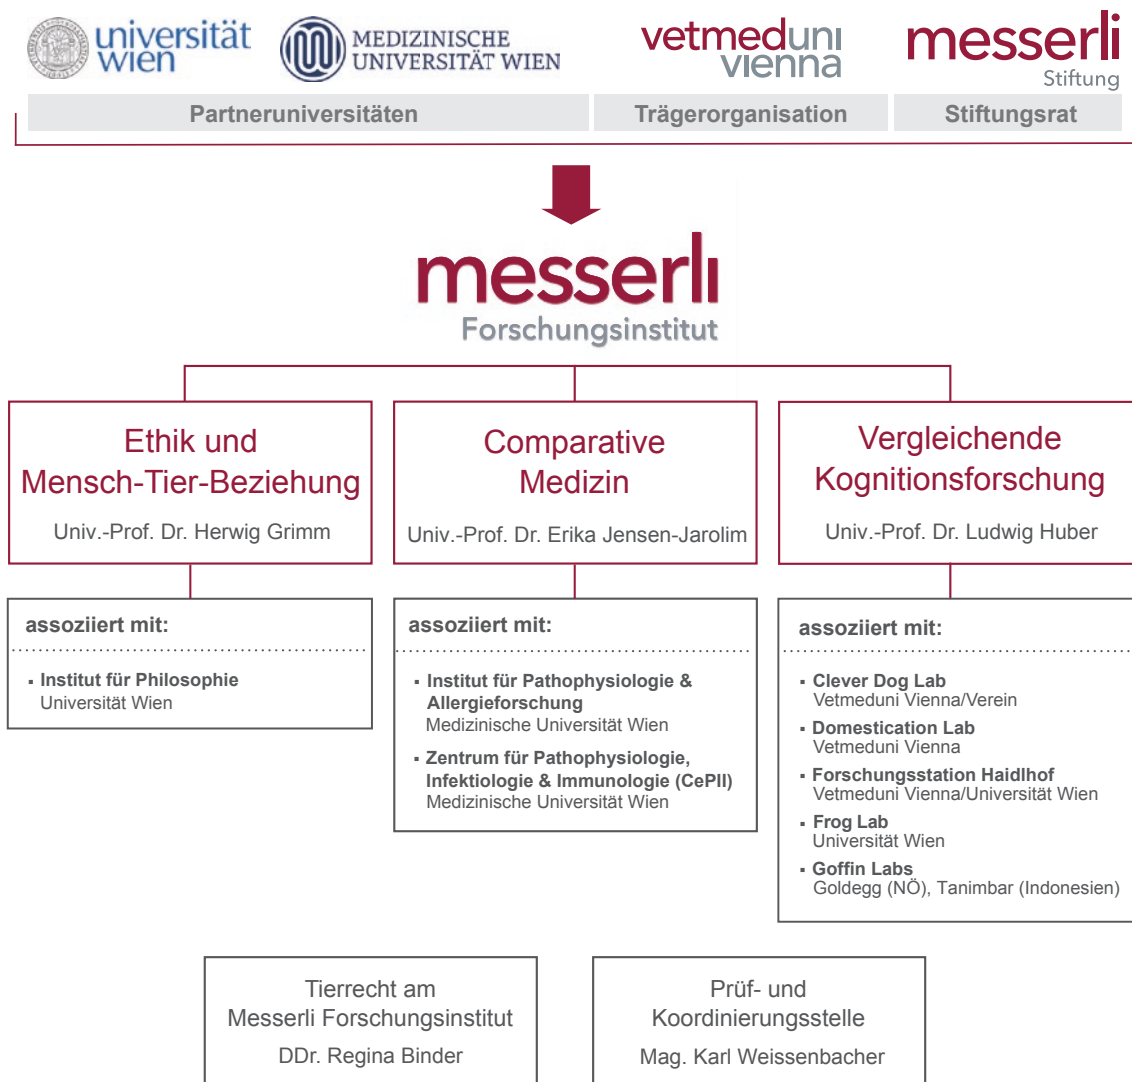 universität
wien
MEDIZINISCHE
UNIVERSITÄT WIEN
vetmeduni
vienna
messerli
Stiftung
Partneruniversitäten
Trägerorganisation
Stiftungsrat
messerli
Forschungsinstitut
Ethik und
Mensch-Tier-Beziehung
Univ.-Prof. Dr. Herwig Grimm
Comparative
Medizin
Univ.-Prof. Dr. Erika Jensen-Jarolim
Vergleichende
Kognitionsforschung
Univ.-Prof. Dr. Ludwig Huber
assoziiert mit:
▪ Institut für Philosophie
Universität Wien
assoziiert mit:
▪ Institut für Pathophysiologie &
Allergieforschung
Medizinische Universität Wien
▪ Zentrum für Pathophysiologie,
Infektiologie & Immunologie (CePII)
Medizinische Universität Wien
assoziiert mit:
▪ Clever Dog Lab
Vetmeduni Vienna/Verein
▪ Domestication Lab
Vetmeduni Vienna
▪ Forschungsstation Haidlhof
Vetmeduni Vienna/Universität Wien
▪ Frog Lab
Universität Wien
▪ Goffin Labs
Goldegg (NÖ), Tanimbar (Indonesien)
Tierrecht am
Messerli Forschungsinstitut
DDr. Regina Binder
Prüf- und
Koordinierungsstelle
Mag. Karl Weissenbacher